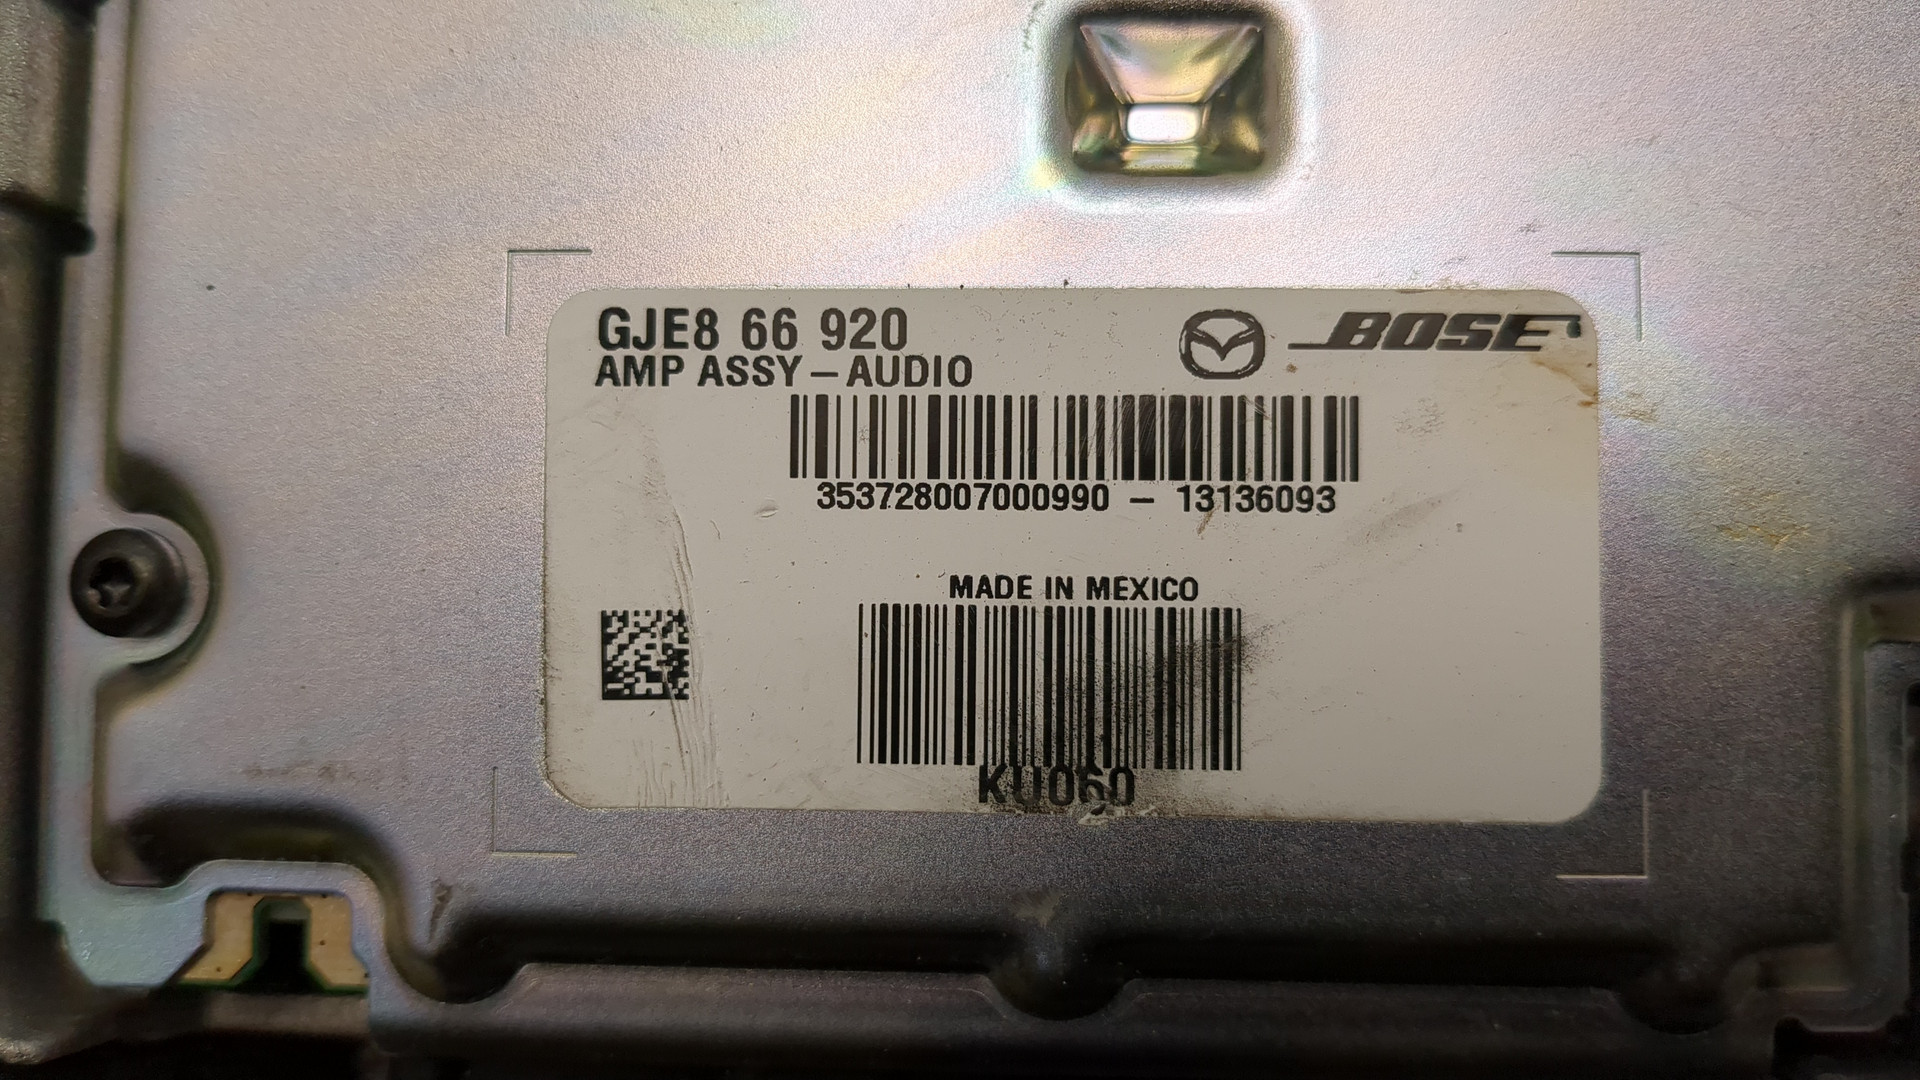 GJE8 66 920
AMP ASSY – AUDIO
BOSE
353728007000990 – 13136093
MADE IN MEXICO
KU060